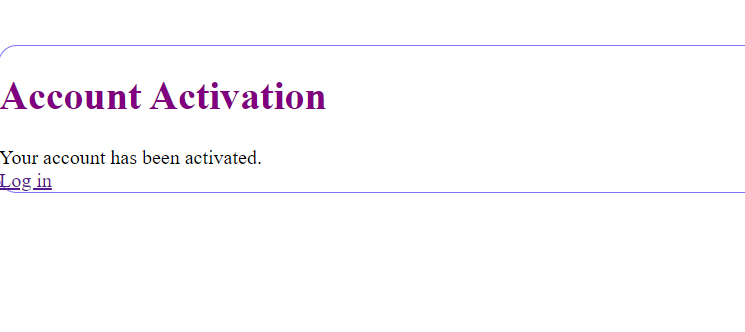 Account Activation
Your account has been activated.
Log in